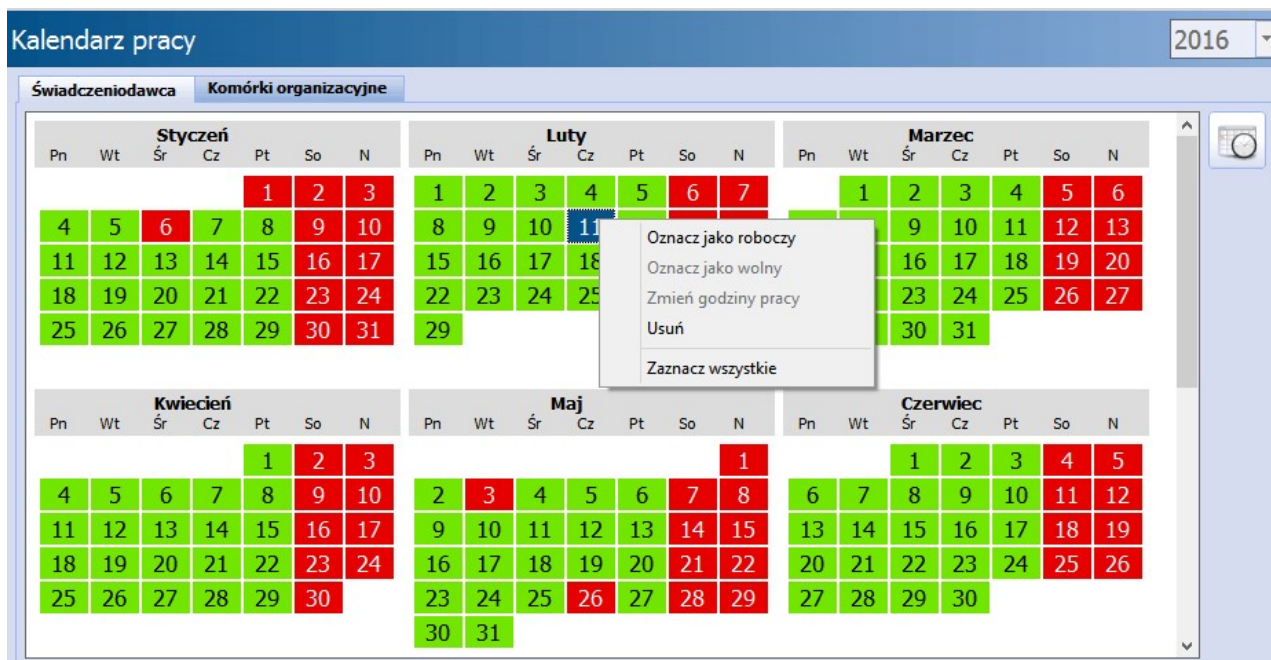 Kalendarz pracy 2016
Świadczeniodawca Komórki organizacyjne
Styczeń Luty Marzec
Pn Wt Śr Cz Pt So N Pn Wt Śr Cz Pt So N Pn Wt Śr Cz Pt So N
1 2 3 1 2 3 4 5 6 7 1 2 3 4 5 6
4 5 6 7 8 9 10 8 9 10 11 9 10 11 12 13
Oznacz jako roboczy
11 12 13 14 15 16 17 15 16 17 18 Oznacz jako wolny 16 17 18 19 20
18 19 20 21 22 23 24 22 23 24 25 Zmień godziny pracy 23 24 25 26 27
25 26 27 28 29 30 31 29 Usuń 30 31
Zaznacz wszystkie
Kwiecień Maj Czerwiec
Pn Wt Śr Cz Pt So N Pn Wt Śr Cz Pt So N Pn Wt Śr Cz Pt So N
1 2 3 1 1 2 3 4 5
4 5 6 7 8 9 10 2 3 4 5 6 7 8 6 7 8 9 10 11 12
11 12 13 14 15 16 17 9 10 11 12 13 14 15 13 14 15 16 17 18 19
18 19 20 21 22 23 24 16 17 18 19 20 21 22 20 21 22 23 24 25 26
25 26 27 28 29 30 23 24 25 26 27 28 29 27 28 29 30
30 31